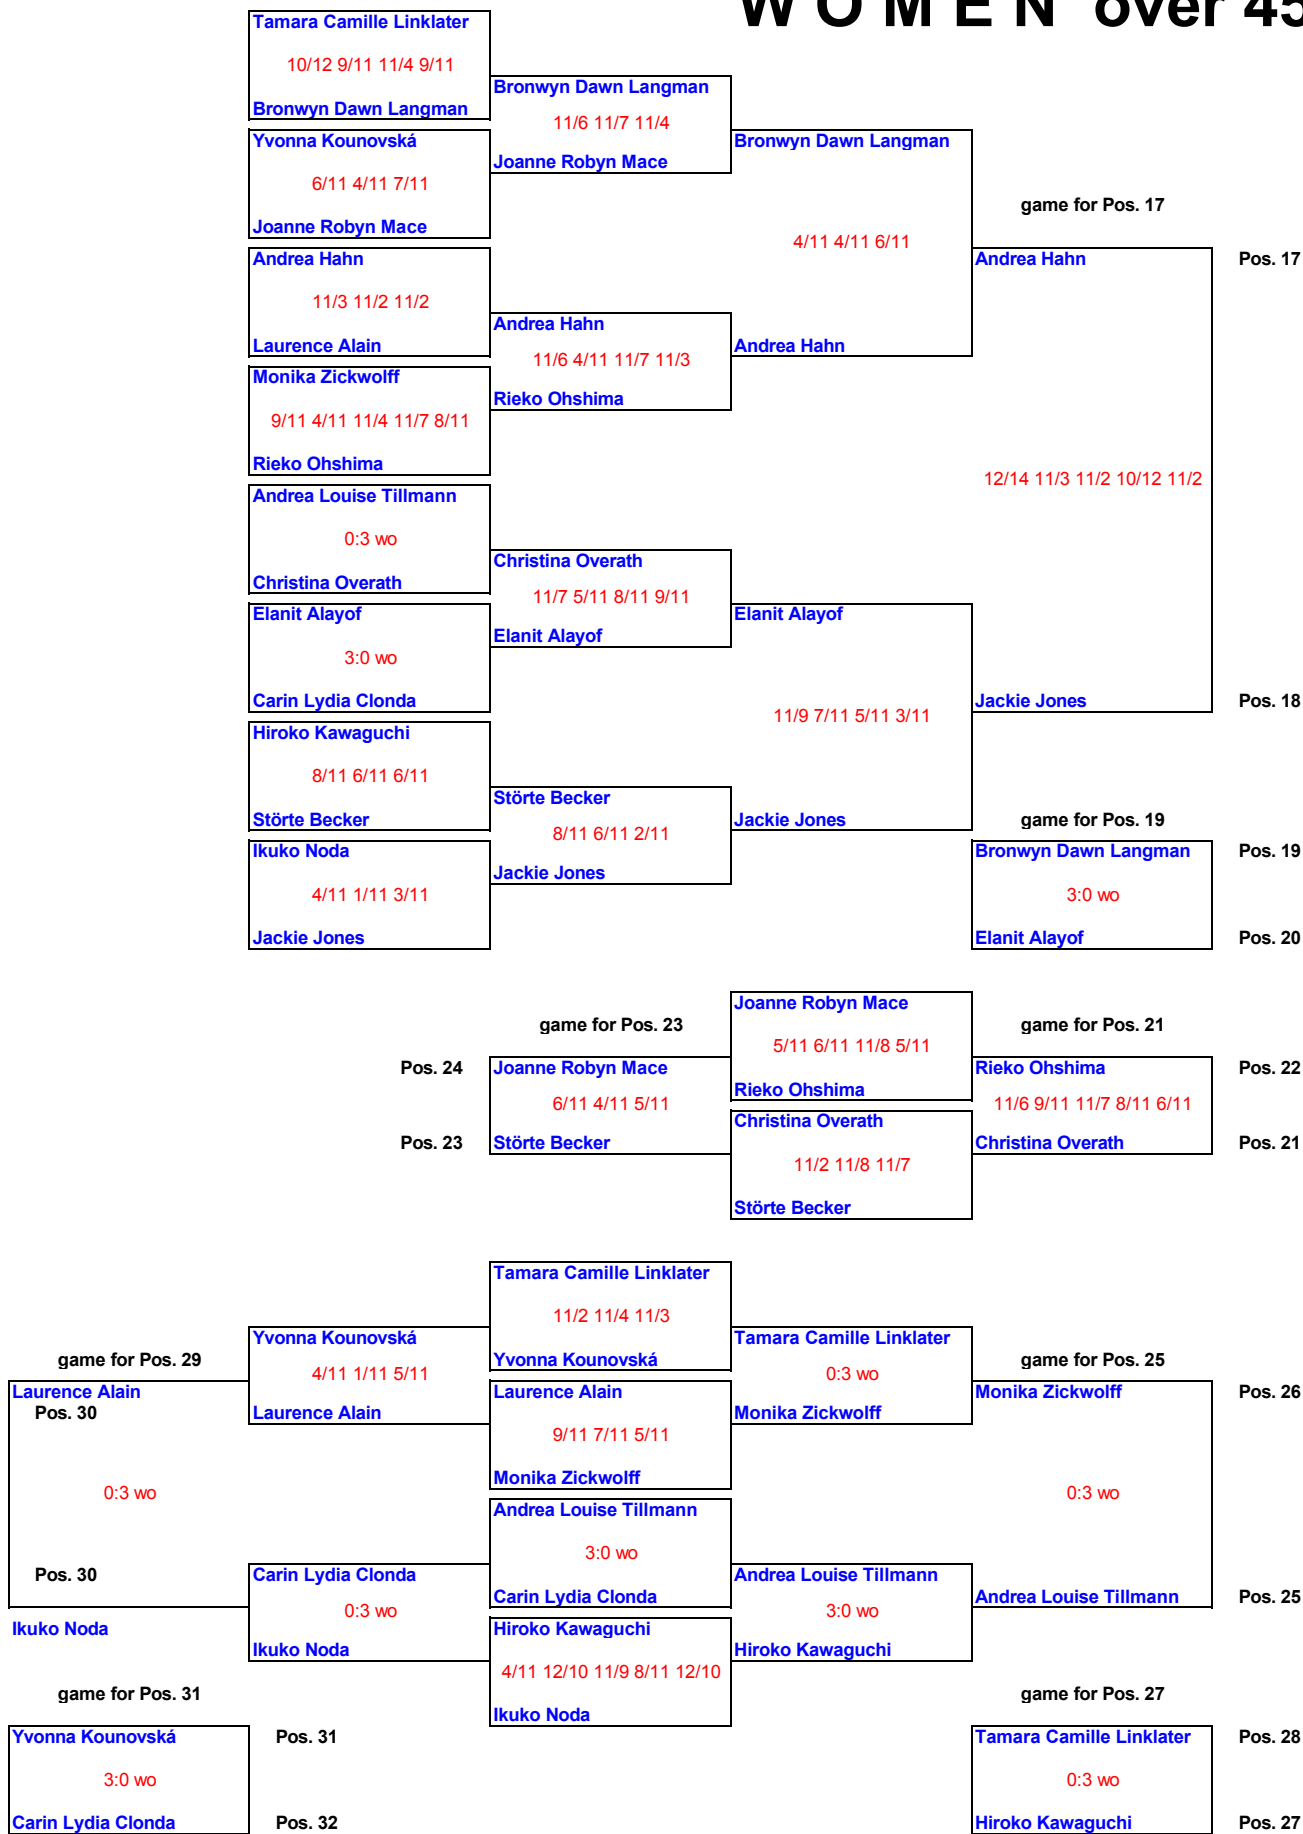 W O M E N over 45
Tamara Camille Linklater
10/12 9/11 11/4 9/11
Bronwyn Dawn Langman
Bronwyn Dawn Langman
11/6 11/7 11/4
Yvonna Kounovská
Bronwyn Dawn Langman
Joanne Robyn Mace
6/11 4/11 7/11
game for Pos. 17
Joanne Robyn Mace
4/11 4/11 6/11
Andrea Hahn
Andrea Hahn
Pos. 17
11/3 11/2 11/2
Andrea Hahn
Laurence Alain
Andrea Hahn
11/6 4/11 11/7 11/3
Monika Zickwolff
Rieko Ohshima
9/11 4/11 11/4 11/7 8/11
Rieko Ohshima
12/14 11/3 11/2 10/12 11/2
Andrea Louise Tillmann
0:3 wo
Christina Overath
Christina Overath
11/7 5/11 8/11 9/11
Elanit Alayof
Elanit Alayof
Elanit Alayof
3:0 wo
Carin Lydia Clonda
Jackie Jones
Pos. 18
11/9 7/11 5/11 3/11
Hiroko Kawaguchi
8/11 6/11 6/11
Störte Becker
Störte Becker
Jackie Jones
game for Pos. 19
8/11 6/11 2/11
Ikuko Noda
Bronwyn Dawn Langman
Pos. 19
Jackie Jones
4/11 1/11 3/11
3:0 wo
Jackie Jones
Elanit Alayof
Pos. 20
Joanne Robyn Mace
game for Pos. 23
game for Pos. 21
5/11 6/11 11/8 5/11
Pos. 24
Joanne Robyn Mace
Rieko Ohshima
Pos. 22
Rieko Ohshima
6/11 4/11 5/11
11/6 9/11 11/7 8/11 6/11
Christina Overath
Pos. 23
Störte Becker
Christina Overath
Pos. 21
11/2 11/8 11/7
Störte Becker
Tamara Camille Linklater
11/2 11/4 11/3
Yvonna Kounovská
Tamara Camille Linklater
game for Pos. 29
Yvonna Kounovská
game for Pos. 25
4/11 1/11 5/11
0:3 wo
Laurence Alain
Laurence Alain
Monika Zickwolff
Pos. 26
Pos. 30
Laurence Alain
Monika Zickwolff
9/11 7/11 5/11
Monika Zickwolff
0:3 wo
0:3 wo
Andrea Louise Tillmann
3:0 wo
Pos. 30
Carin Lydia Clonda
Andrea Louise Tillmann
Carin Lydia Clonda
Andrea Louise Tillmann
Pos. 25
0:3 wo
3:0 wo
Ikuko Noda
Hiroko Kawaguchi
Ikuko Noda
Hiroko Kawaguchi
4/11 12/10 11/9 8/11 12/10
game for Pos. 31
game for Pos. 27
Ikuko Noda
Yvonna Kounovská
Pos. 31
Tamara Camille Linklater
Pos. 28
3:0 wo
0:3 wo
Carin Lydia Clonda
Pos. 32
Hiroko Kawaguchi
Pos. 27